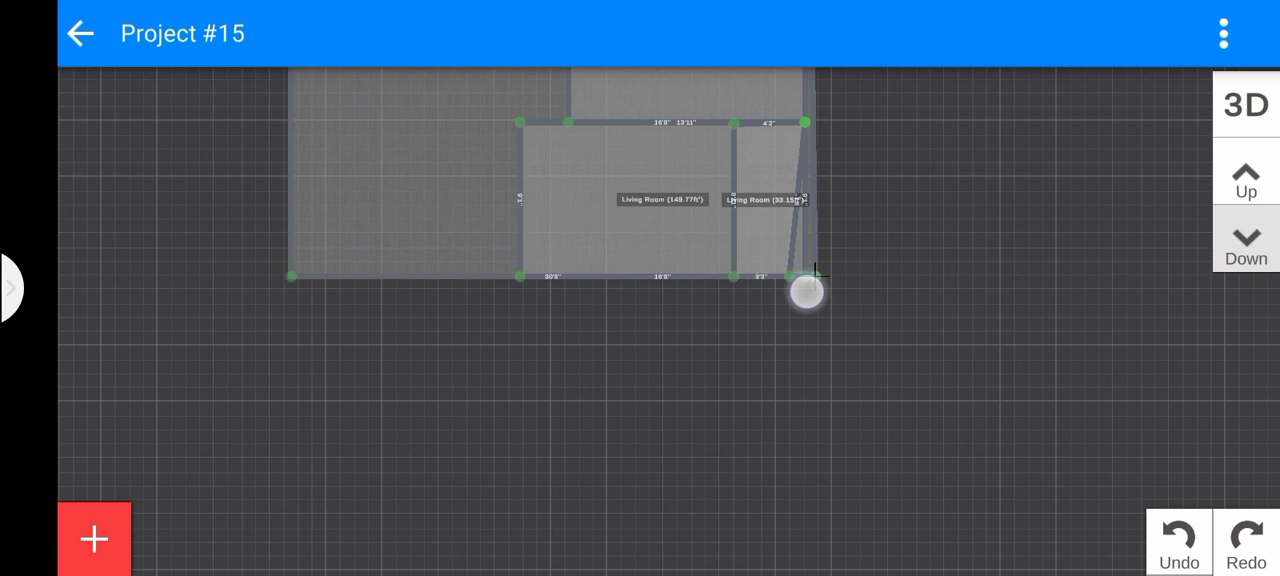 Project #15
3D
Up
Down
16'8" 13'11"
4'2"
Living Room (149.77ft²)
30'8"
16'8"
3'3"
Undo
Redo